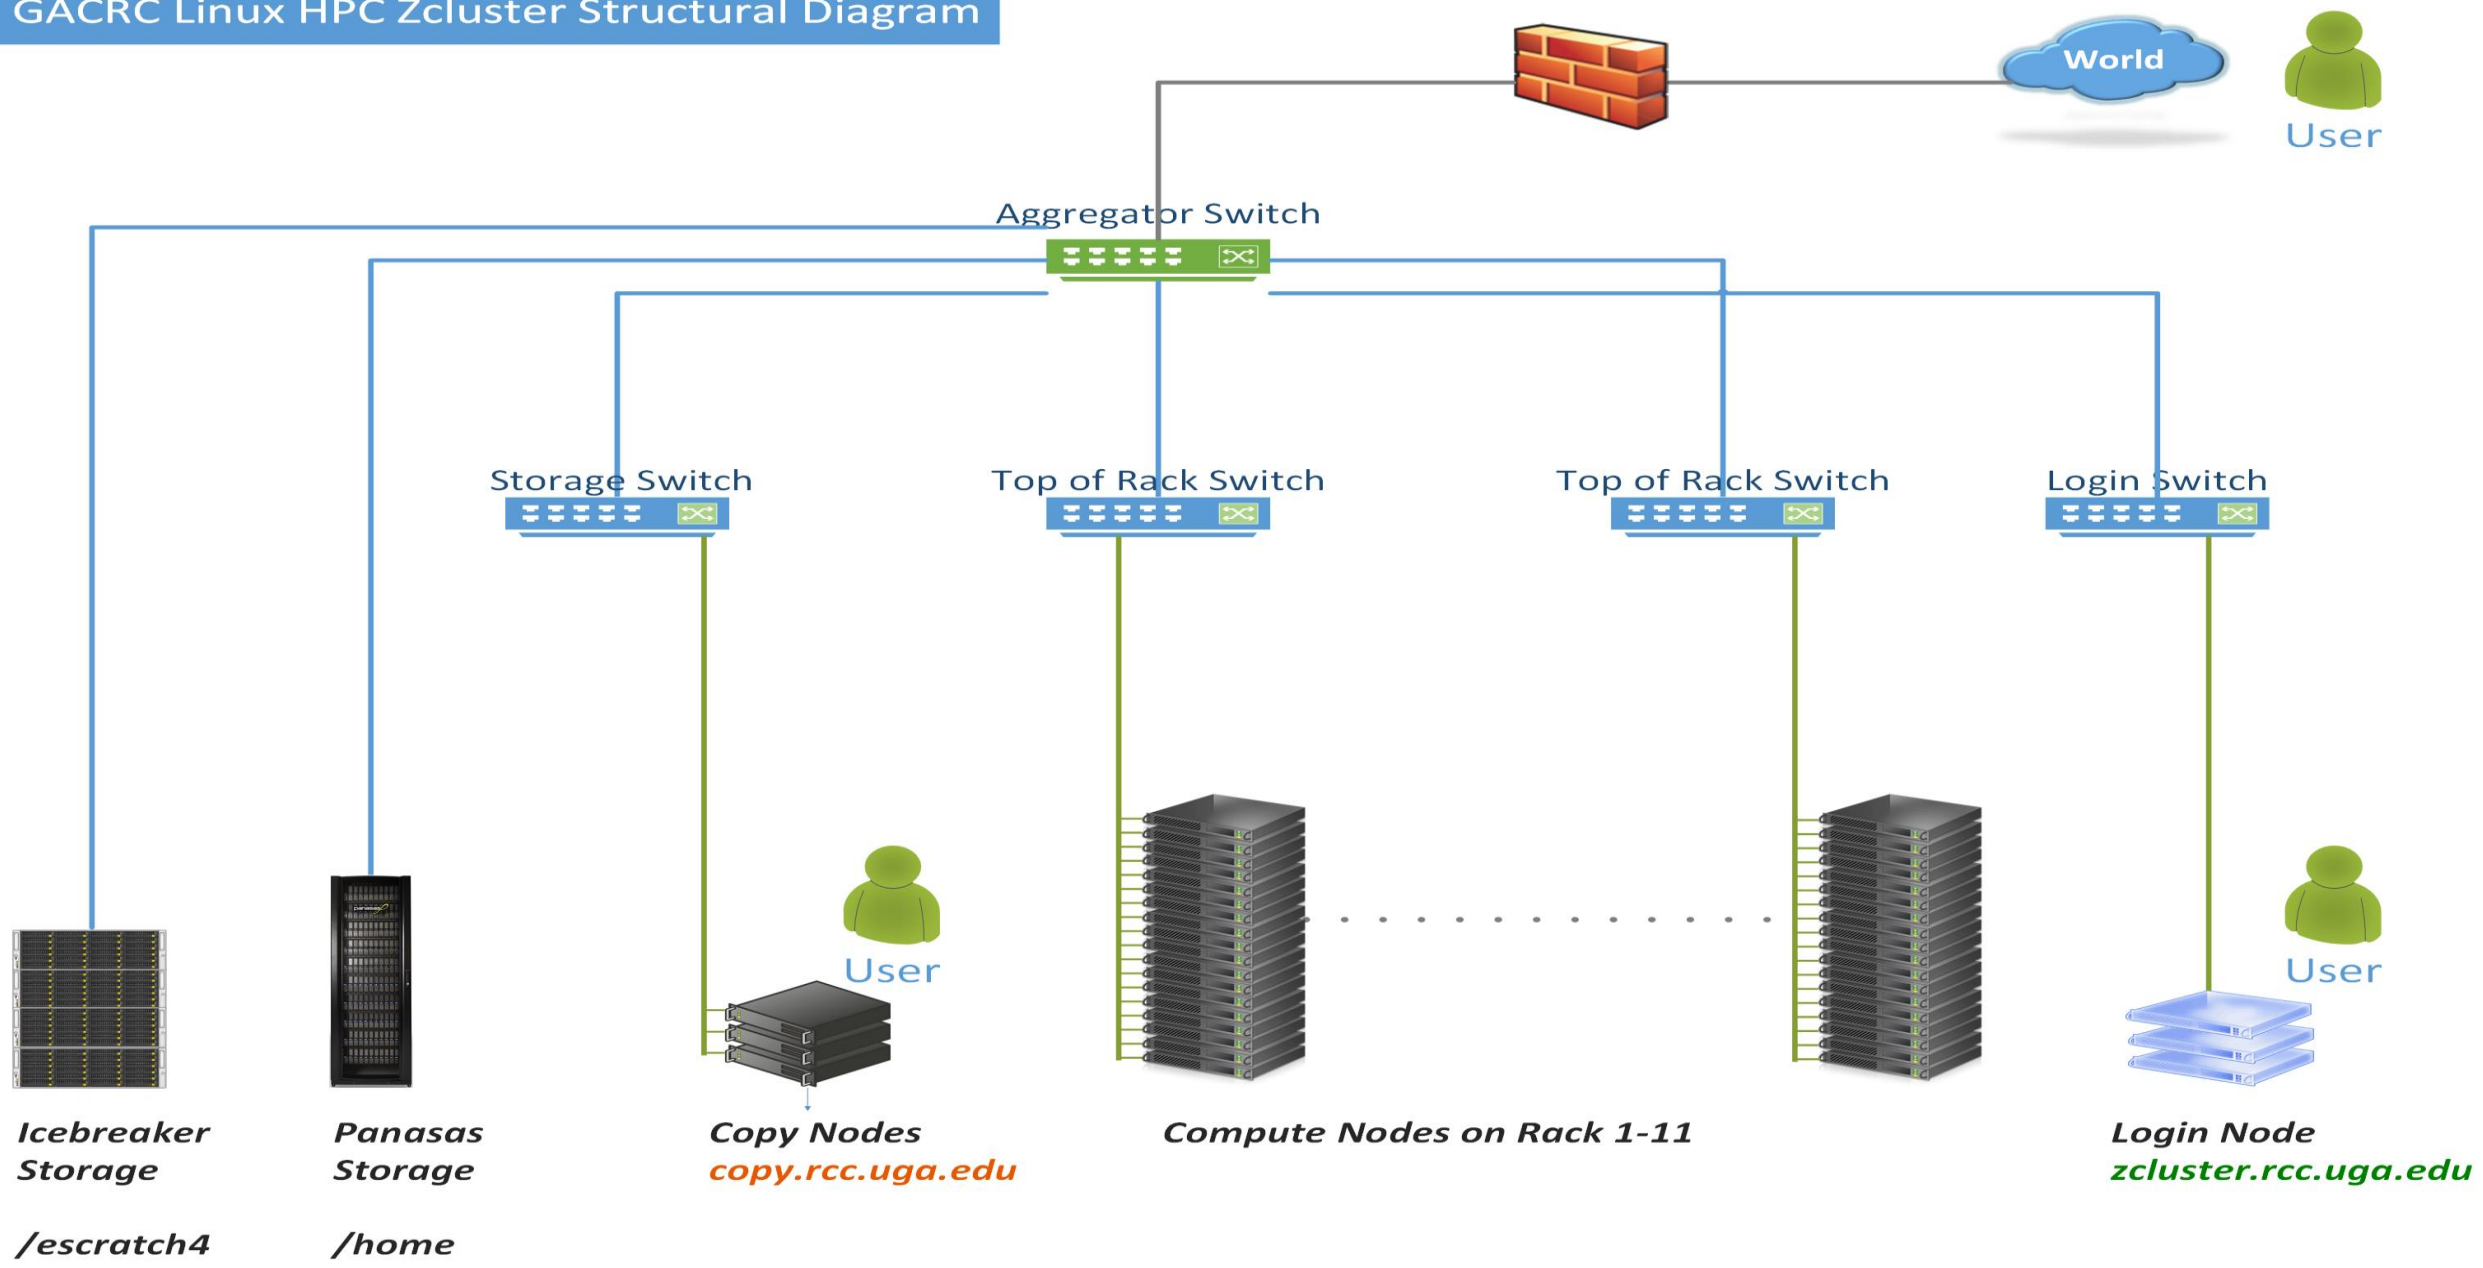 GACRC Linux HPC Zcluster Structural Diagram
World
User
Aggregator Switch
Storage Switch
Top of Rack Switch
Top of Rack Switch
Login Switch
panasas
User
User
Icebreaker
Storage
/escratch4
Panasas
Storage
/home
Copy Nodes
copy.rcc.uga.edu
Compute Nodes on Rack 1-11
Login Node
zcluster.rcc.uga.edu